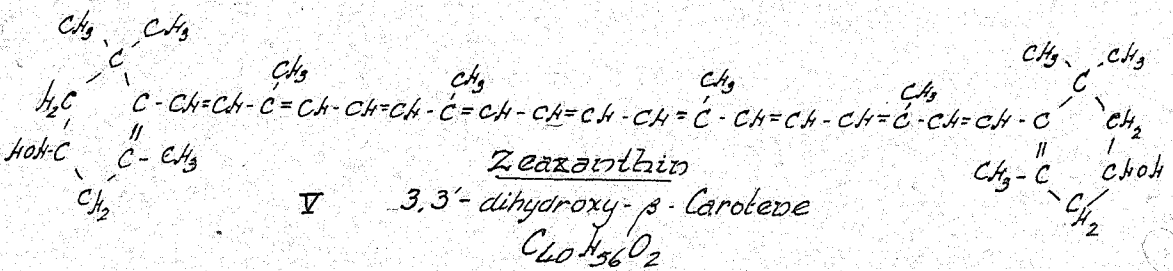 CH₃ CH₃ CH₃ CH₃
C CH₃ CH₃ CH₃ CH₃ C
H₂C C-CH=CH-C=CH-CH=CH-C=CH-CH=CH-CH=C-CH=CH-CH=C-CH=CH-C CH₂
HOHC C-CH₃ CH₃-C CHOH
CH₂ CH₂
Zeaxanthin
V 3,3'-dihydroxy-β-Carotene
C₄₀H₅₆O₂